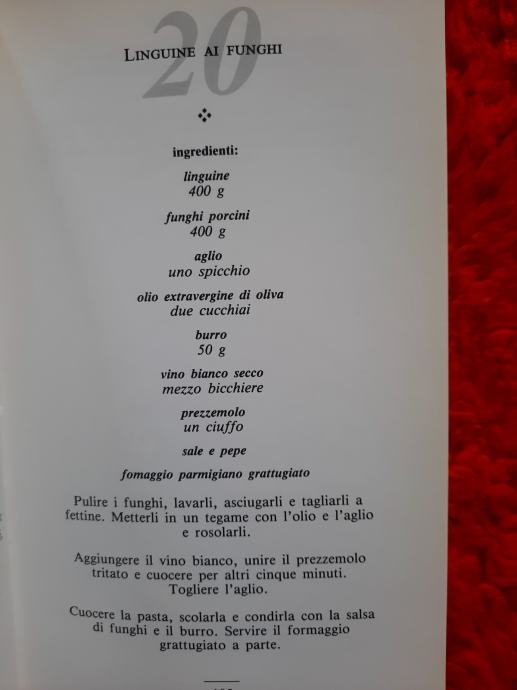 20
LINGUINE AI FUNGHI
ingredienti:
linguine
400 g
funghi porcini
400 g
aglio
uno spicchio
olio extravergine di oliva
due cucchiai
burro
50 g
vino bianco secco
mezzo bicchiere
prezzemolo
un ciuffo
sale e pepe
fomaggio parmigiano grattugiato
Pulire i funghi, lavarli, asciugarli e tagliarli a
fettine. Metterli in un tegame con l'olio e l'aglio
e rosolarli.
Aggiungere il vino bianco, unire il prezzemolo
tritato e cuocere per altri cinque minuti.
Togliere l'aglio.
Cuocere la pasta, scolarla e condirla con la salsa
di funghi e il burro. Servire il formaggio
grattugiato a parte.